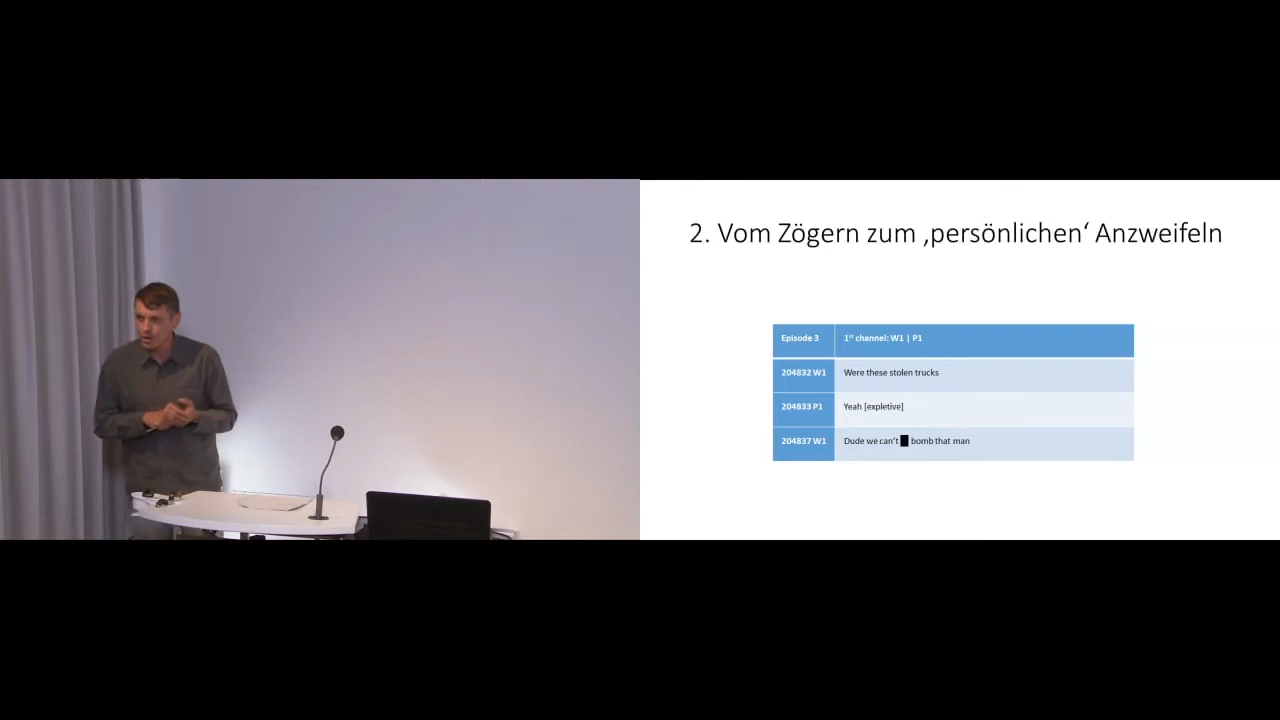 2. Vom Zögern zum ‚persönlichen‘ Anzweifeln
Episode 3 1st channel: W1 | P1
204832 W1 Were these stolen trucks
204833 P1 Yeah [expletive]
204837 W1 Dude we can't █ bomb that man